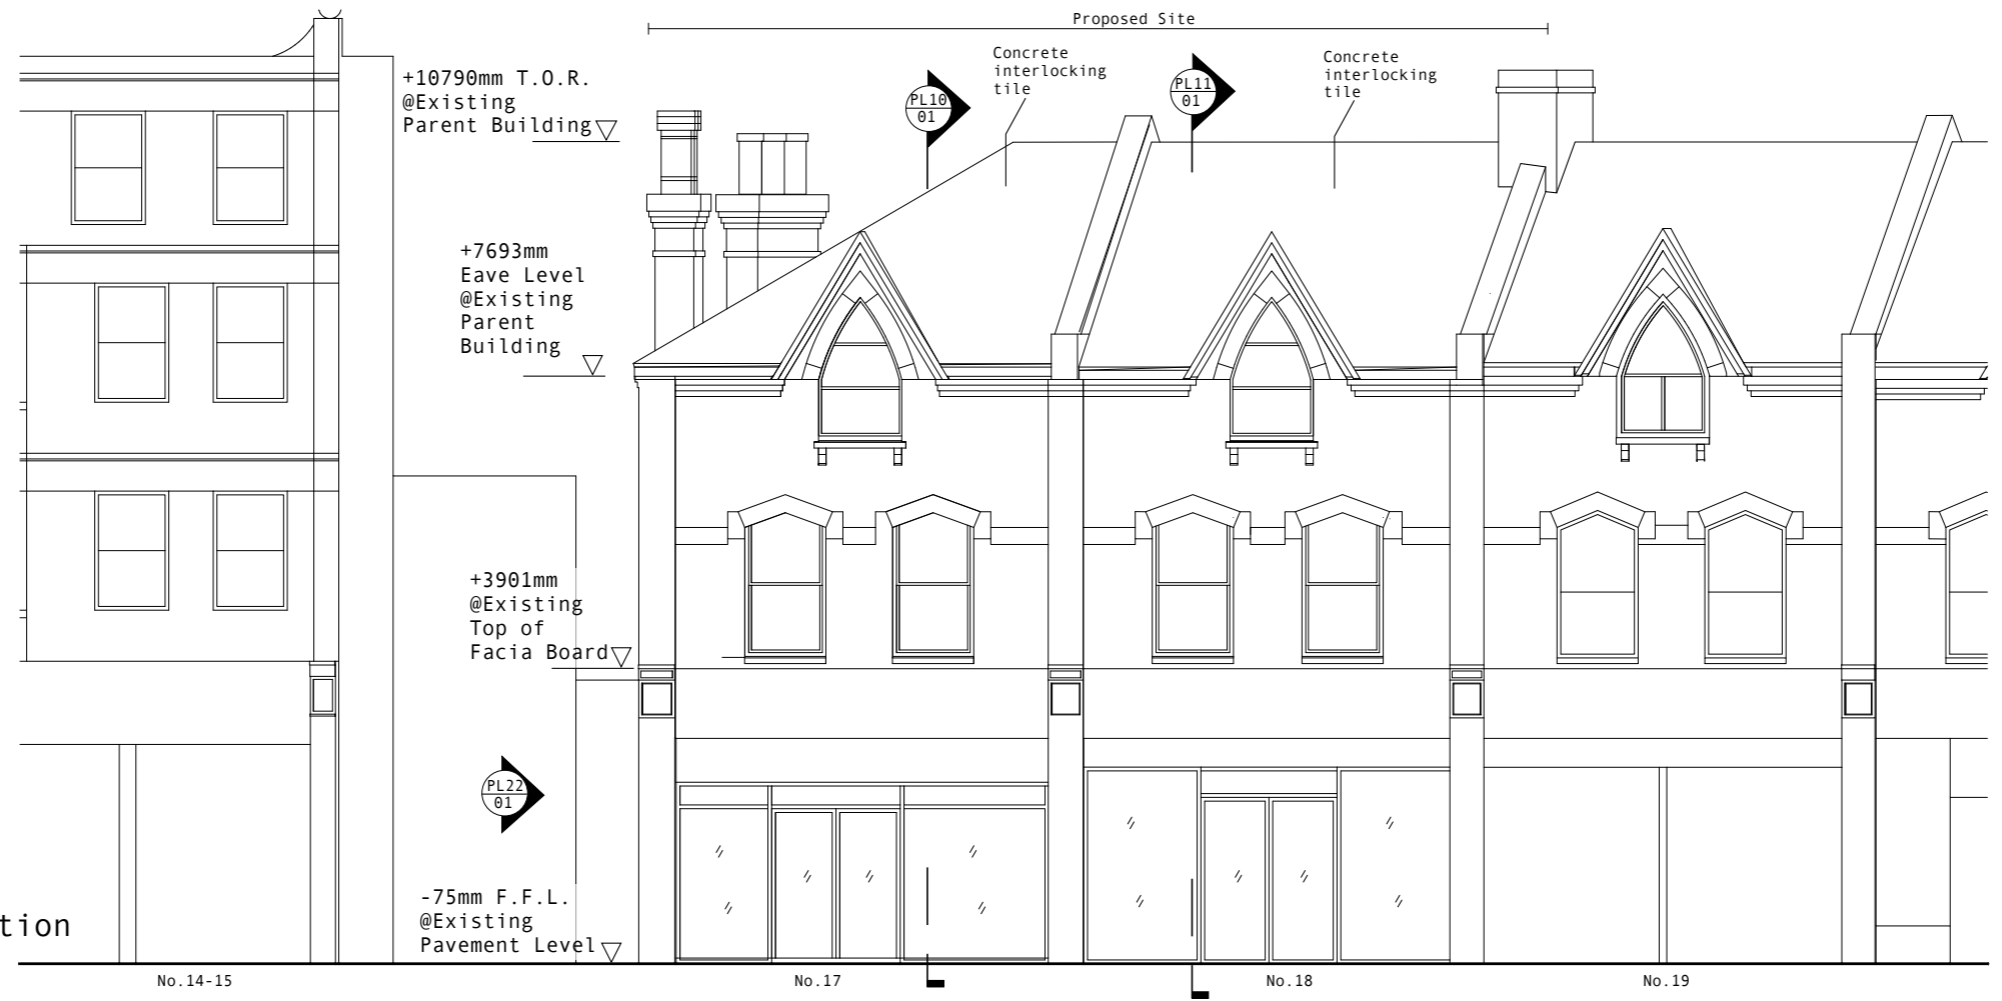 Proposed Site
+10790mm T.O.R.
@Existing
Parent Building
PL10
01
Concrete
interlocking
tile
PL11
01
Concrete
interlocking
tile
+7693mm
Eave Level
@Existing
Parent
Building
+3901mm
@Existing
Top of
Facia Board
PL22
01
-75mm F.F.L.
@Existing
Pavement Level
tion
No.14-15
No.17
No.18
No.19